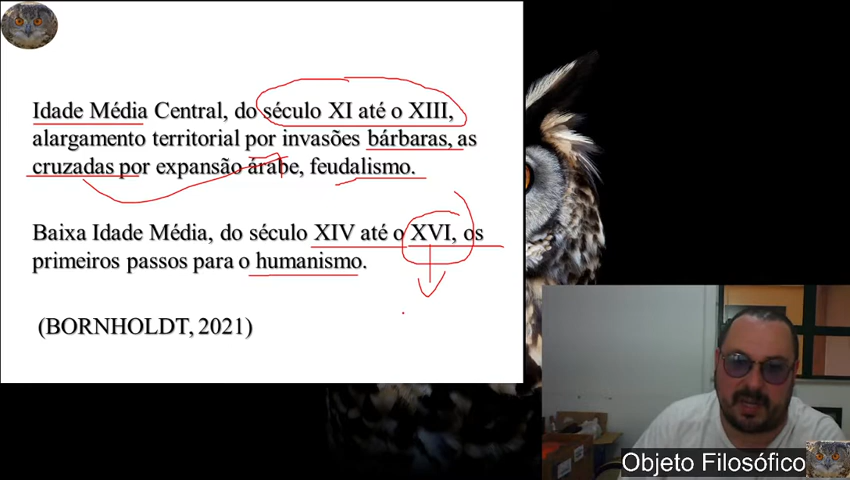 Idade Média Central, do século XI até o XIII,
alargamento territorial por invasões bárbaras, as
cruzadas por expansão árabe, feudalismo.
Baixa Idade Média, do século XIV até o XVI, os
primeiros passos para o humanismo.
(BORNHOLDT, 2021)
Objeto Filosófico